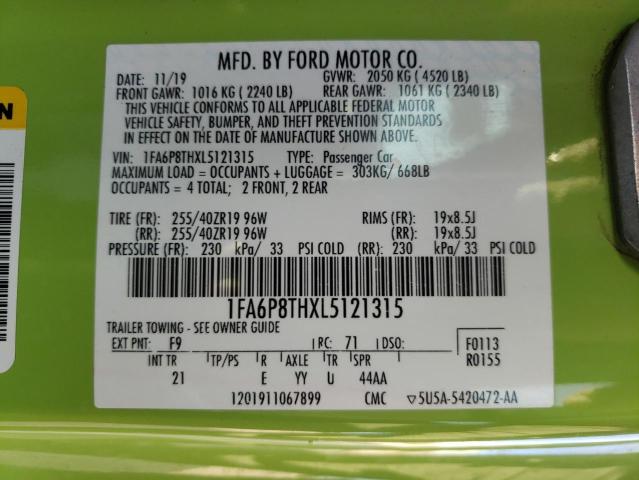 MFD. BY FORD MOTOR CO.
DATE: 11/19 GVWR: 2050 KG ( 4520 LB)
FRONT GAWR: 1016 KG ( 2240 LB) REAR GAWR: 1061 KG ( 2340 LB)
THIS VEHICLE CONFORMS TO ALL APPLICABLE FEDERAL MOTOR
VEHICLE SAFETY, BUMPER, AND THEFT PREVENTION STANDARDS
IN EFFECT ON THE DATE OF MANUFACTURE SHOWN ABOVE.
VIN: 1FA6P8THXL5121315 TYPE: Passenger Car
MAXIMUM LOAD = OCCUPANTS + LUGGAGE = 303KG/ 668LB
OCCUPANTS = 4 TOTAL; 2 FRONT, 2 REAR
TIRE (FR): 255/40ZR19 96W RIMS (FR): 19x8.5J
(RR): 255/40ZR19 96W (RR): 19x8.5J
PRESSURE (FR): 230 kPa/ 33 PSI COLD (RR): 230 kPa/ 33 PSI COLD
1FA6P8THXL5121315
TRAILER TOWING - SEE OWNER GUIDE
EXT PNT: F9 RC: 71 DSO: F0113
R0155
INT TR TP/PS R AXLE TR SPR
21 E YY U 44AA
1201911067899 CMC ▽5U5A-5420472-AA